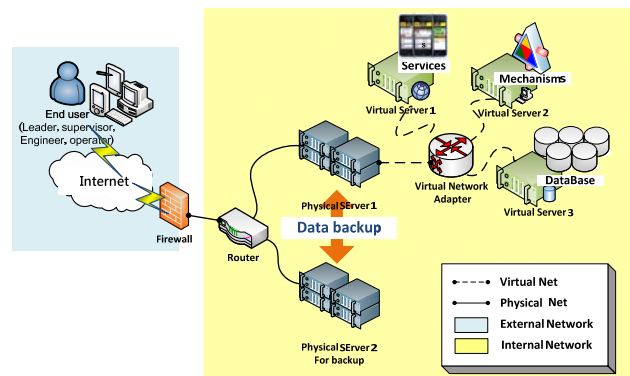 s
Services
Mechanisms
Virtual Server 1
Virtual Server 2
End user
(Leader, supervisor,
Engineer, operator)
Internet
DataBase
Virtual Network
Adapter
Virtual Server 3
Physical SErver 1
Data backup
Firewall
Router
Physical SErver 2
For backup
Virtual Net
Physical Net
External Network
Internal Network